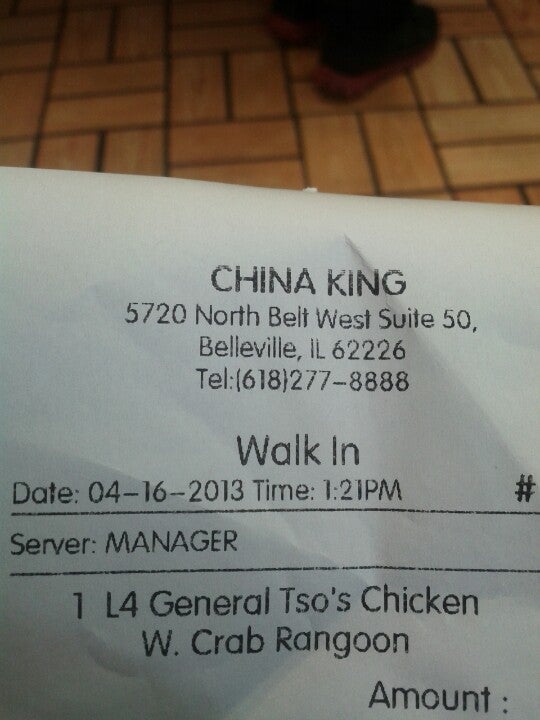 CHINA KING
5720 North Belt West Suite 50,
Belleville, IL 62226
Tel:(618)277-8888
Walk In
Date: 04-16-2013 Time: 1:21PM #
Server: MANAGER
1 L4 General Tso's Chicken
W. Crab Rangoon
Amount :